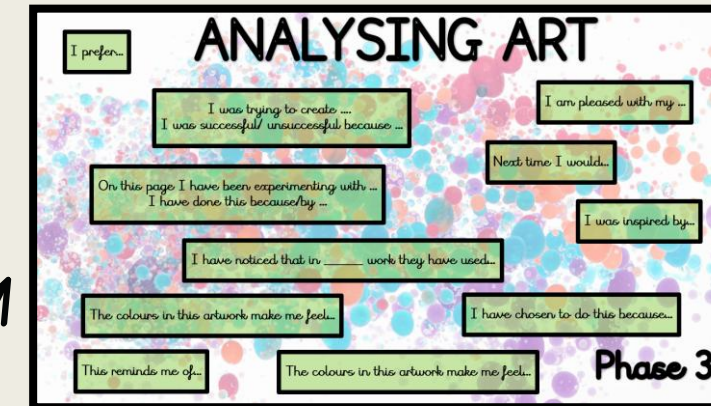 ANALYSING ART
I prefer...
I was trying to create ....
I was successful/ unsuccessful because ...
I am pleased with my ...
Next time I would...
On this page I have been experimenting with ...
I have done this because/by ...
I was inspired by...
I have noticed that in _____ work they have used...
The colours in this artwork make me feel...
I have chosen to do this because...
This reminds me of...
The colours in this artwork make me feel...
Phase 3